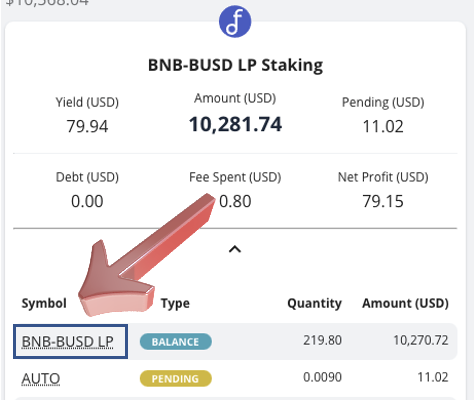 $10,368.04
BNB-BUSD LP Staking
Yield (USD) Amount (USD) Pending (USD)
79.94 10,281.74 11.02
Debt (USD) Fee Spent (USD) Net Profit (USD)
0.00 0.80 79.15
Symbol Type Quantity Amount (USD)
BNB-BUSD LP BALANCE 219.80 10,270.72
AUTO PENDING 0.0090 11.02